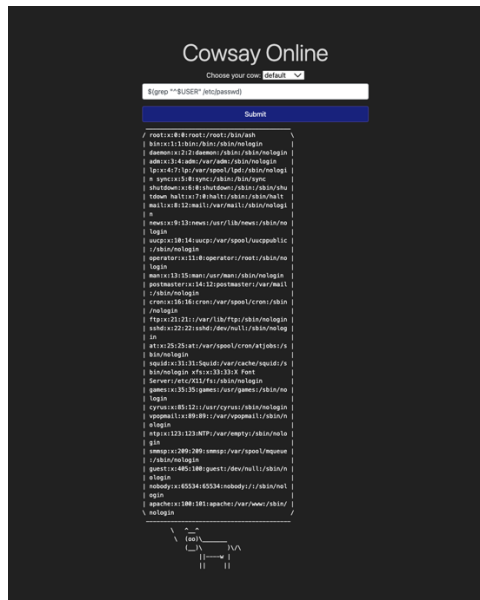 Cowsay Online
Choose your cow: default
$(grep "^$USER" /etc/passwd)
Submit
/ root:x:0:0:root:/root:/bin/ash \
| bin:x:1:1:bin:/bin:/sbin/nologin |
| daemon:x:2:2:daemon:/sbin:/sbin/nologin |
| adm:x:3:4:adm:/var/adm:/sbin/nologin |
| lp:x:4:7:lp:/var/spool/lpd:/sbin/nologi |
| n sync:x:5:0:sync:/sbin:/bin/sync |
| shutdown:x:6:0:shutdown:/sbin:/sbin/shu |
| tdown halt:x:7:0:halt:/sbin:/sbin/halt |
| mail:x:8:12:mail:/var/mail:/sbin/nologi |
| n |
| news:x:9:13:news:/usr/lib/news:/sbin/no |
| login |
| uucp:x:10:14:uucp:/var/spool/uucppublic |
| :/sbin/nologin |
| operator:x:11:0:operator:/root:/sbin/no |
| login |
| man:x:13:15:man:/usr/man:/sbin/nologin |
| postmaster:x:14:12:postmaster:/var/mail |
| :/sbin/nologin |
| cron:x:16:16:cron:/var/spool/cron:/sbin |
| /nologin |
| ftp:x:21:21::/var/lib/ftp:/sbin/nologin |
| sshd:x:22:22:sshd:/dev/null:/sbin/nolog |
| in |
| at:x:25:25:at:/var/spool/cron/atjobs:/s |
| bin/nologin |
| squid:x:31:31:Squid:/var/cache/squid:/s |
| bin/nologin xfs:x:33:33:X Font |
| Server:/etc/X11/fs:/sbin/nologin |
| games:x:35:35:games:/usr/games:/sbin/no |
| login |
| cyrus:x:85:12::/usr/cyrus:/sbin/nologin |
| vpopmail:x:89:89::/var/vpopmail:/sbin/n |
| ologin |
| ntp:x:123:123:NTP:/var/empty:/sbin/nolo |
| gin |
| smmsp:x:209:209:smmsp:/var/spool/mqueue |
| :/sbin/nologin |
| guest:x:405:100:guest:/dev/null:/sbin/n |
| ologin |
| nobody:x:65534:65534:nobody:/:/sbin/nol |
| ogin |
| apache:x:100:101:apache:/var/www:/sbin/ |
\ nologin /
\ ^__^
\ (oo)\_______
(__)\ )\/\
||----w |
|| ||